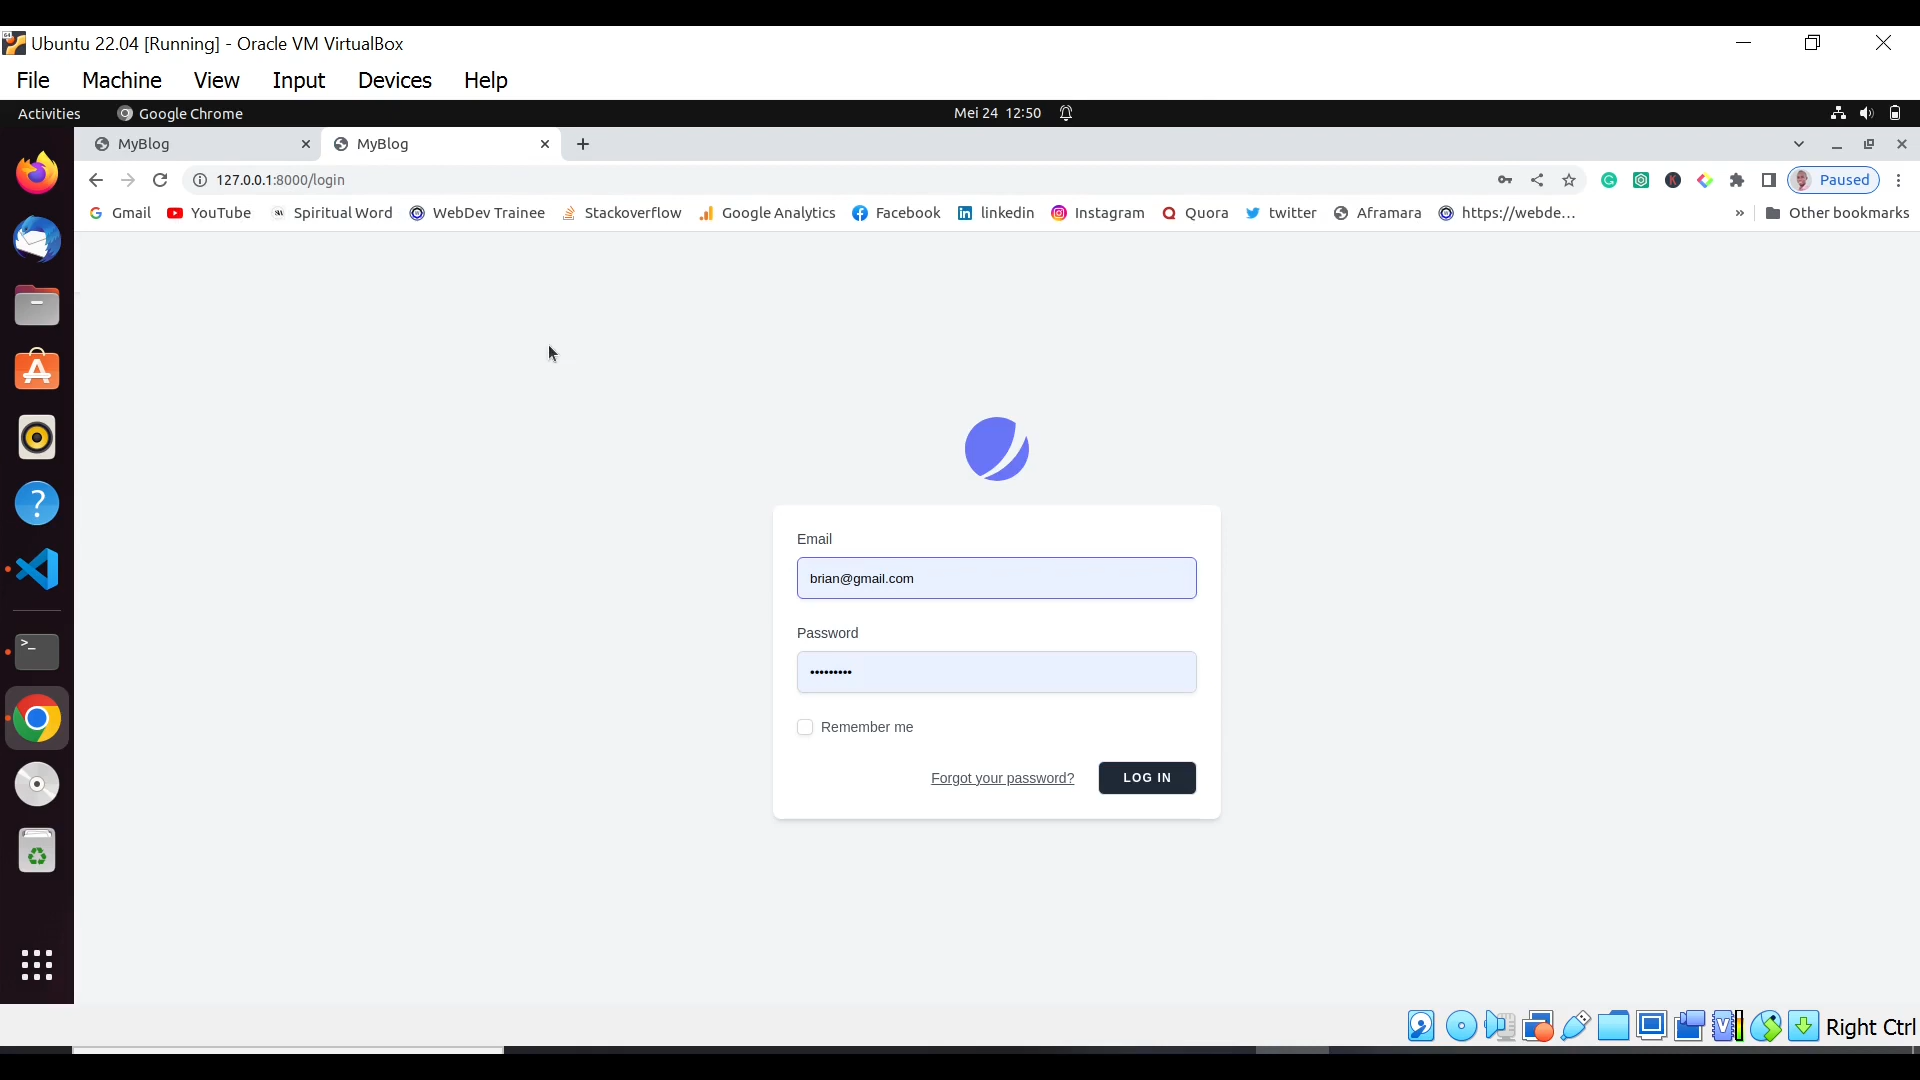 Ubuntu 22.04 [Running] - Oracle VM VirtualBox
File Machine View Input Devices Help
Activities Google Chrome Mei 24 12:50
MyBlog MyBlog
127.0.0.1:8000/login Paused
Gmail YouTube Spiritual Word WebDev Trainee Stackoverflow Google Analytics Facebook linkedin Instagram Quora twitter Aframara https://webde... » Other bookmarks
Email
brian@gmail.com
Password
•••••••••
Remember me
Forgot your password? LOG IN
Right Ctrl